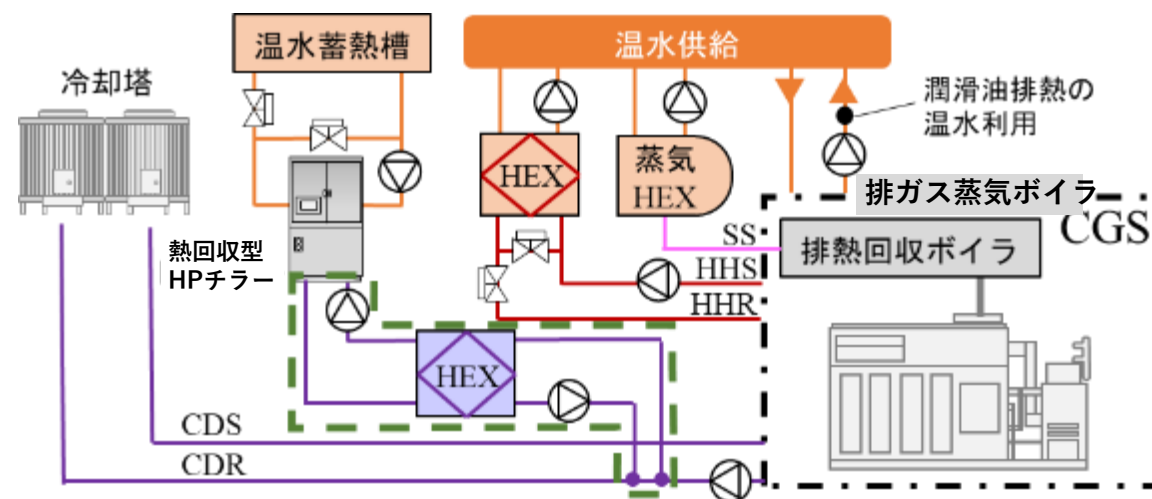 温水蓄熱槽
温水供給
冷却塔
潤滑油排熱の
温水利用
HEX
蒸気
HEX
排ガス蒸気ボイラ
CGS
排熱回収ボイラ
SS
熱回収型
HPチラー
HHS
HHR
HEX
CDS
CDR